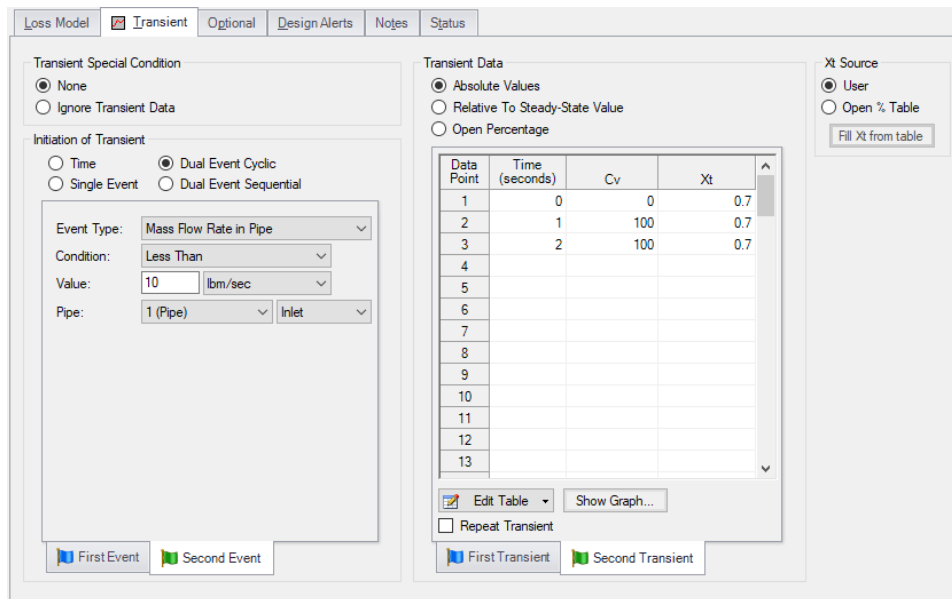 Loss Model Transient Optional Design Alerts Notes Status
Transient Special Condition
None
Ignore Transient Data
Initiation of Transient
Time Dual Event Cyclic
Single Event Dual Event Sequential
Event Type: Mass Flow Rate in Pipe
Condition: Less Than
Value: 10 lbm/sec
Pipe: 1 (Pipe) Inlet
First Event Second Event
Transient Data
Absolute Values
Relative To Steady-State Value
Open Percentage
Data Point Time (seconds) Cv Xt
1 0 0 0.7
2 1 100 0.7
3 2 100 0.7
4
5
6
7
8
9
10
11
12
13
Edit Table Show Graph...
Repeat Transient
First Transient Second Transient
Xt Source
User
Open % Table
Fill Xt from table